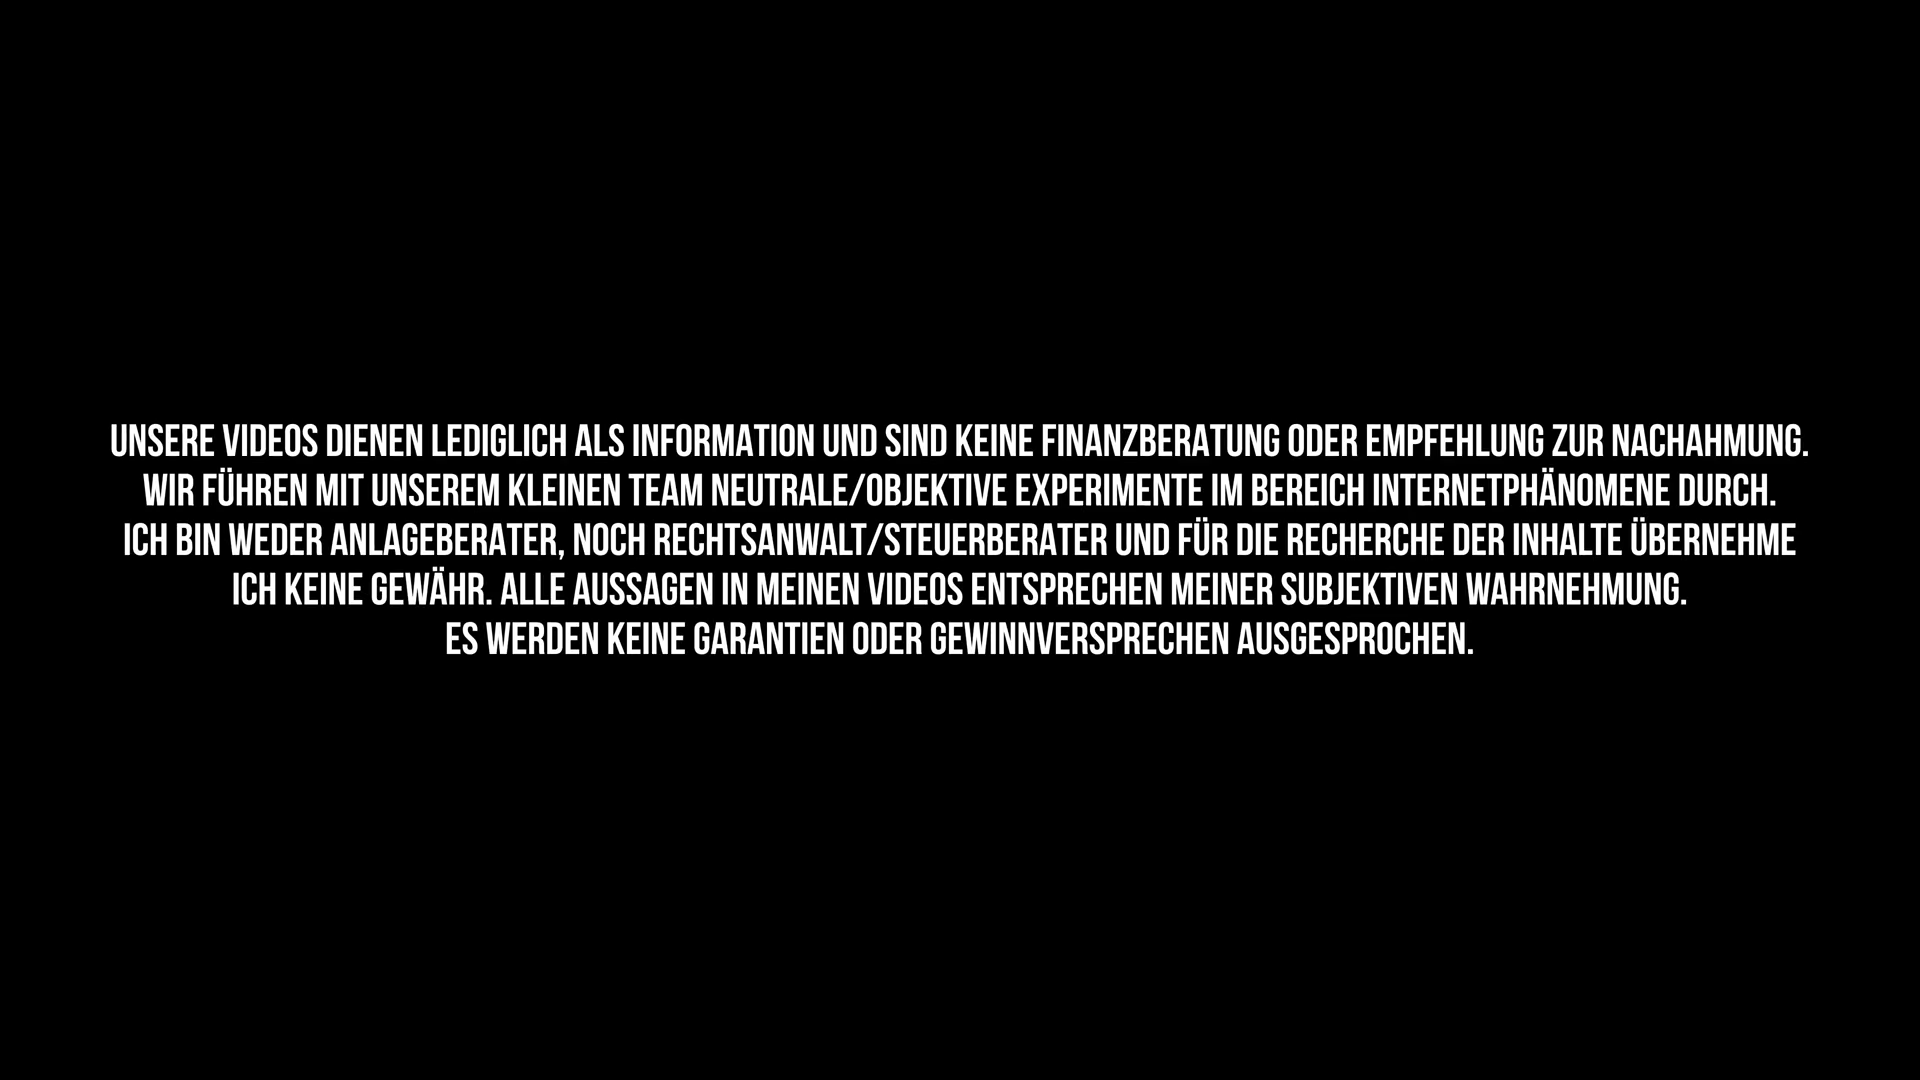 UNSERE VIDEOS DIENEN LEDIGLICH ALS INFORMATION UND SIND KEINE FINANZBERATUNG ODER EMPFEHLUNG ZUR NACHAHMUNG.
WIR FÜHREN MIT UNSEREM KLEINEN TEAM NEUTRALE/OBJEKTIVE EXPERIMENTE IM BEREICH INTERNETPHÄNOMENE DURCH.
ICH BIN WEDER ANLAGEBERATER, NOCH RECHTSANWALT/STEUERBERATER UND FÜR DIE RECHERCHE DER INHALTE ÜBERNEHME
ICH KEINE GEWÄHR. ALLE AUSSAGEN IN MEINEN VIDEOS ENTSPRECHEN MEINER SUBJEKTIVEN WAHRNEHMUNG.
ES WERDEN KEINE GARANTIEN ODER GEWINNVERSPRECHEN AUSGESPROCHEN.